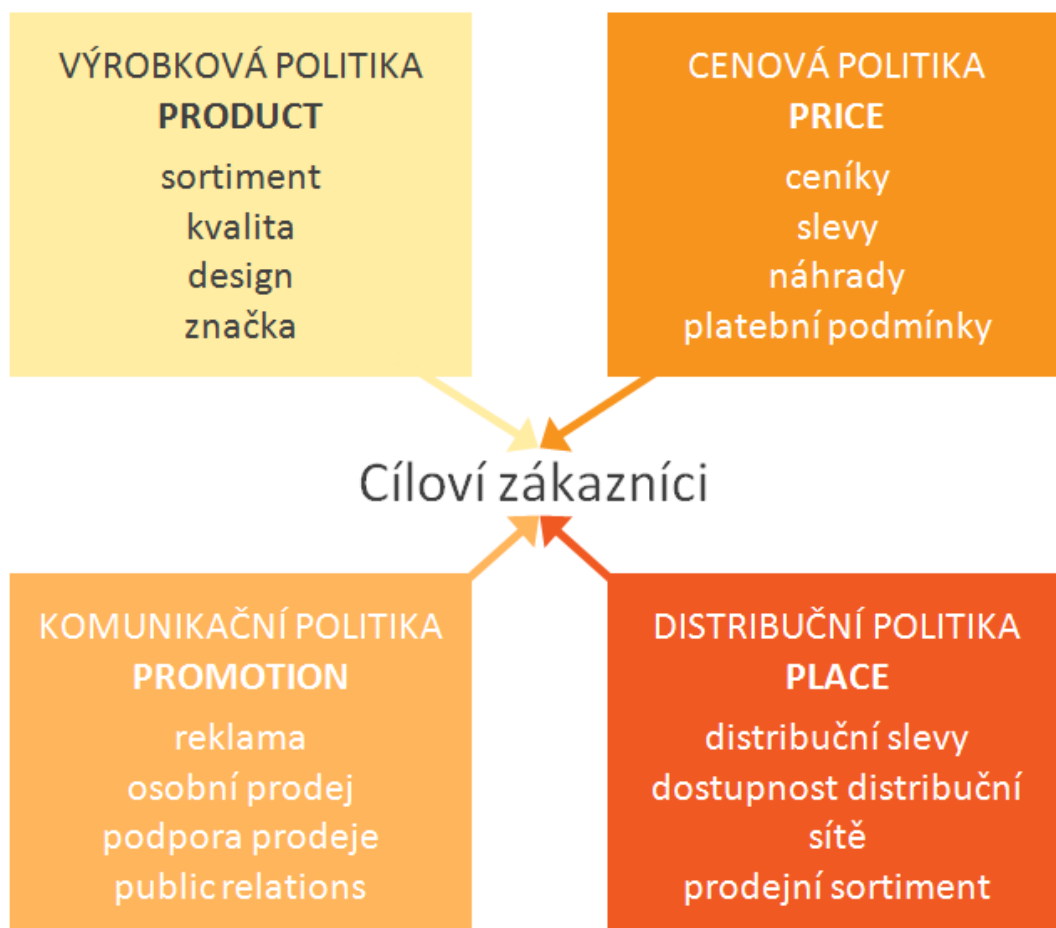 VÝROBKOVÁ POLITIKA
PRODUCT
sortiment
kvalita
design
značka
CENOVÁ POLITIKA
PRICE
ceníky
slevy
náhrady
platební podmínky
Cíloví zákazníci
KOMUNIKAČNÍ POLITIKA
PROMOTION
reklama
osobní prodej
podpora prodeje
public relations
DISTRIBUČNÍ POLITIKA
PLACE
distribuční slevy
dostupnost distribuční
sítě
prodejní sortiment